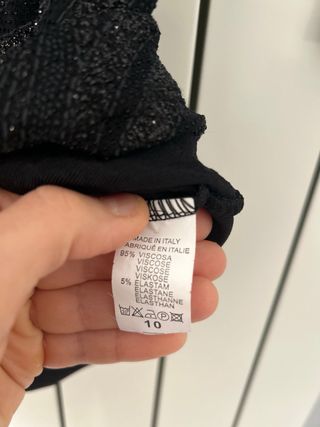 MADE IN ITALY
FABRIQUÉ EN ITALIE
95% VISCOSA
VISCOSE
VISCOSE
VISKOSE
5% ELASTAM
ELASTANE
ELASTHANNE
ELASTHAN
10